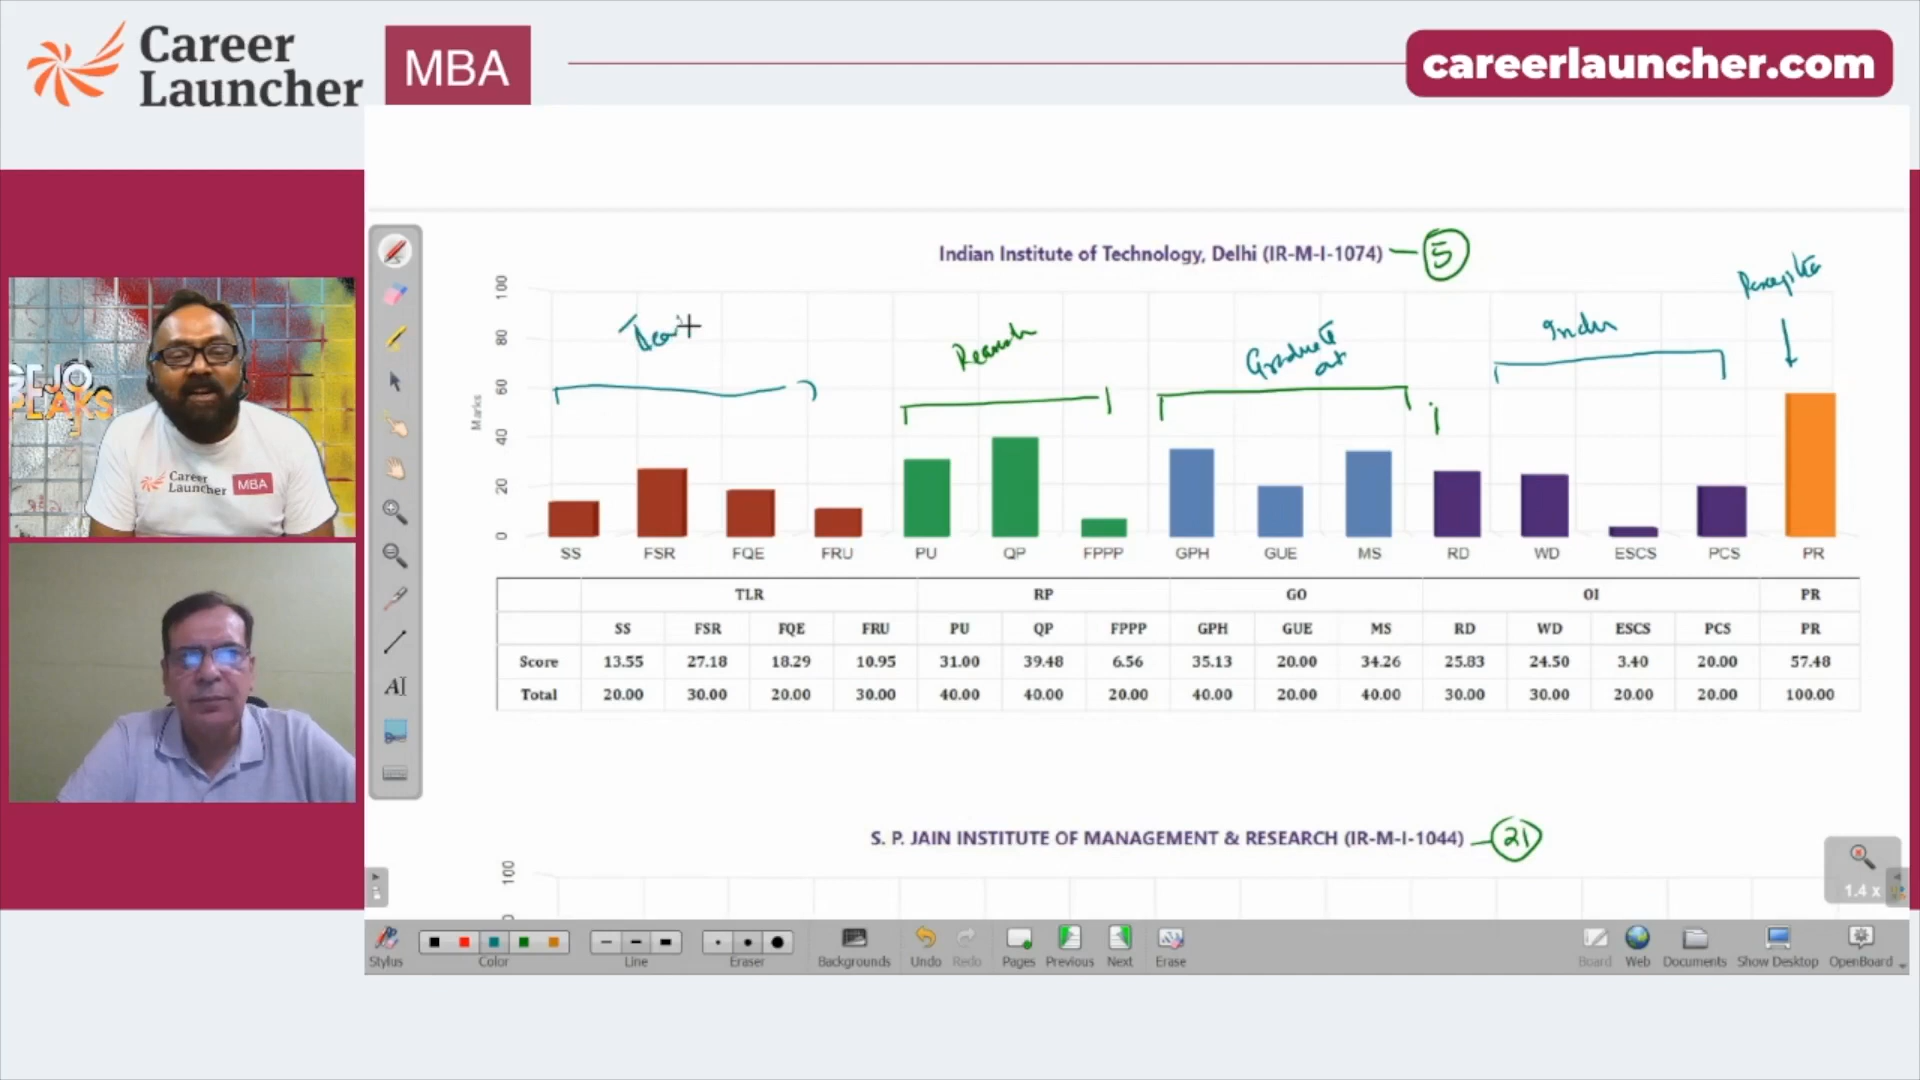 Career
Launcher
MBA
careerlauncher.com
Indian Institute of Technology, Delhi (IR-M-I-1074)
5
Research
Graduate
100
80
60
40
20
0
Marks
SS FSR FQE FRU PU QP FPPP GPH GUE MS RD WD ESCS PCS PR
TLR RP GO OI PR
SS FSR FQE FRU PU QP FPPP GPH GUE MS RD WD ESCS PCS PR
Score 13.55 27.18 18.29 10.95 31.00 39.48 6.56 35.13 20.00 34.26 25.83 24.50 3.40 20.00 57.48
Total 20.00 30.00 20.00 30.00 40.00 40.00 20.00 40.00 20.00 40.00 30.00 30.00 20.00 20.00 100.00
S. P. JAIN INSTITUTE OF MANAGEMENT & RESEARCH (IR-M-I-1044)
21
100
1.4 x
Stylus Color Line Eraser Backgrounds Undo Redo Pages Previous Next Erase Board Web Documents Show Desktop OpenBoard
Career
Launcher
MBA